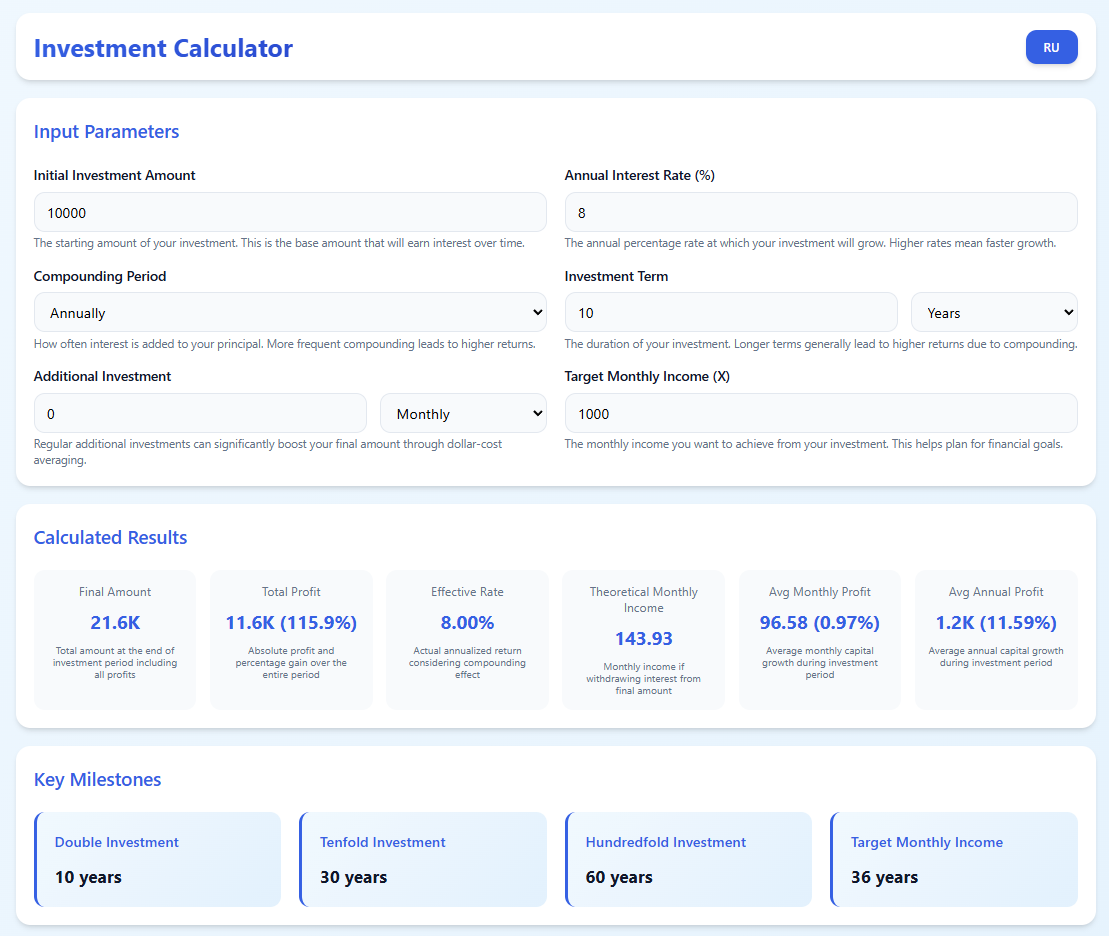 Investment Calculator
RU
Input Parameters
Initial Investment Amount
10000
The starting amount of your investment. This is the base amount that will earn interest over time.
Annual Interest Rate (%)
8
The annual percentage rate at which your investment will grow. Higher rates mean faster growth.
Compounding Period
Annually
How often interest is added to your principal. More frequent compounding leads to higher returns.
Investment Term
10
Years
The duration of your investment. Longer terms generally lead to higher returns due to compounding.
Additional Investment
0
Monthly
Regular additional investments can significantly boost your final amount through dollar-cost
averaging.
Target Monthly Income (X)
1000
The monthly income you want to achieve from your investment. This helps plan for financial goals.
Calculated Results
Final Amount
21.6K
Total amount at the end of
investment period including
all profits
Total Profit
11.6K (115.9%)
Absolute profit and
percentage gain over the
entire period
Effective Rate
8.00%
Actual annualized return
considering compounding
effect
Theoretical Monthly
Income
143.93
Monthly income if
withdrawing interest from
final amount
Avg Monthly Profit
96.58 (0.97%)
Average monthly capital
growth during investment
period
Avg Annual Profit
1.2K (11.59%)
Average annual capital growth
during investment period
Key Milestones
Double Investment
10 years
Tenfold Investment
30 years
Hundredfold Investment
60 years
Target Monthly Income
36 years